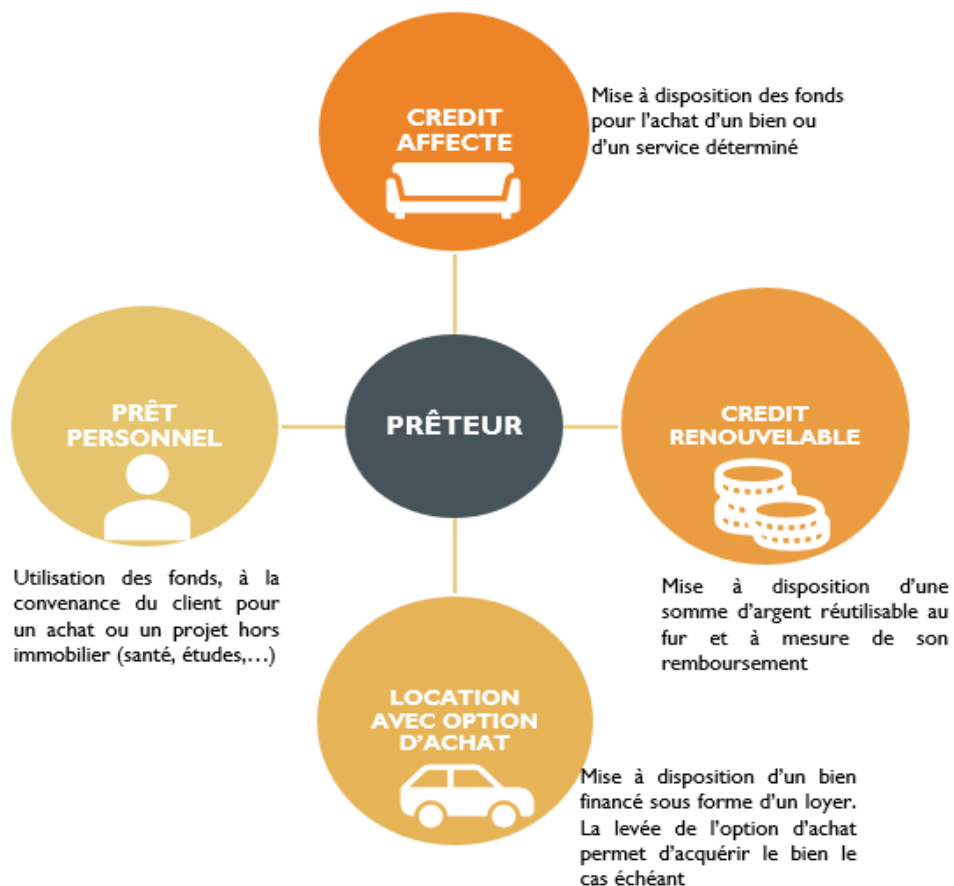 CREDIT
AFFECTE
Mise à disposition des fonds
pour l'achat d'un bien ou
d'un service déterminé
PRÊT
PERSONNEL
PRÊTEUR
CREDIT
RENOUVELABLE
Utilisation des fonds, à la
convenance du client pour
un achat ou un projet hors
immobilier (santé, études,...)
Mise à disposition d'une
somme d'argent réutilisable au
fur et à mesure de son
remboursement
LOCATION
AVEC OPTION
D'ACHAT
Mise à disposition d'un bien
financé sous forme d'un loyer.
La levée de l'option d'achat
permet d'acquérir le bien le
cas échéant